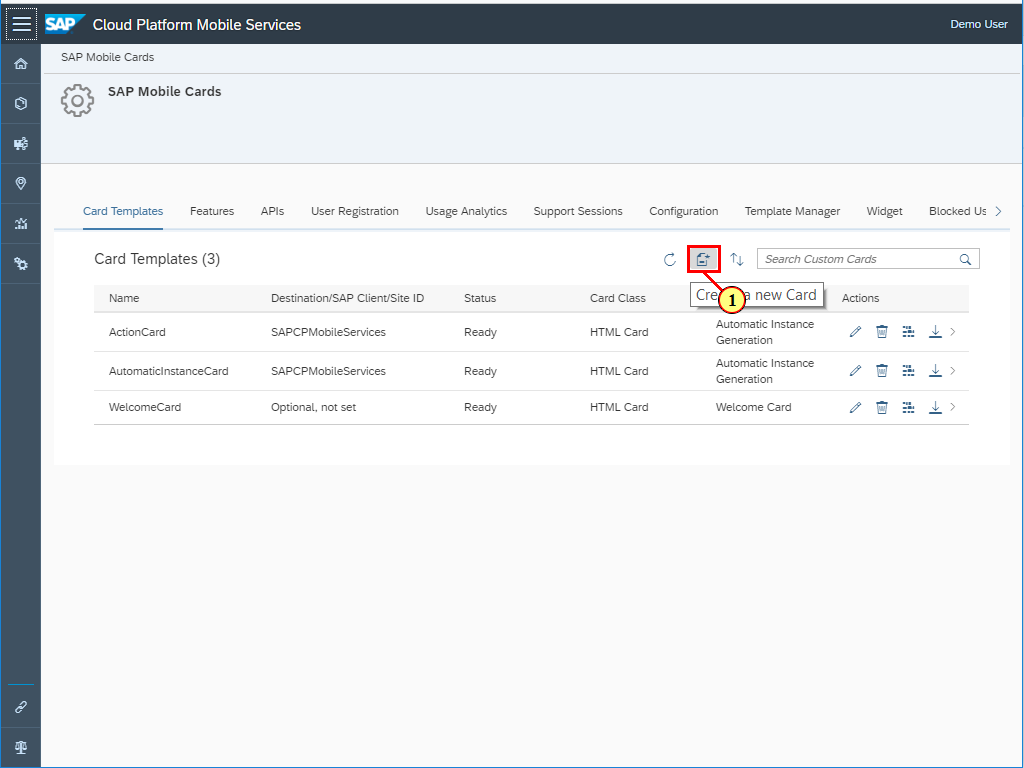 SAP Cloud Platform Mobile Services Demo User
SAP Mobile Cards
SAP Mobile Cards
Card Templates Features APIs User Registration Usage Analytics Support Sessions Configuration Template Manager Widget Blocked Us
Card Templates (3) Search Custom Cards
1
new Card
Name Destination/SAP Client/Site ID Status Card Class Actions
ActionCard SAPCPMobileServices Ready HTML Card Automatic Instance
Generation
AutomaticInstanceCard SAPCPMobileServices Ready HTML Card Automatic Instance
Generation
WelcomeCard Optional, not set Ready HTML Card Welcome Card